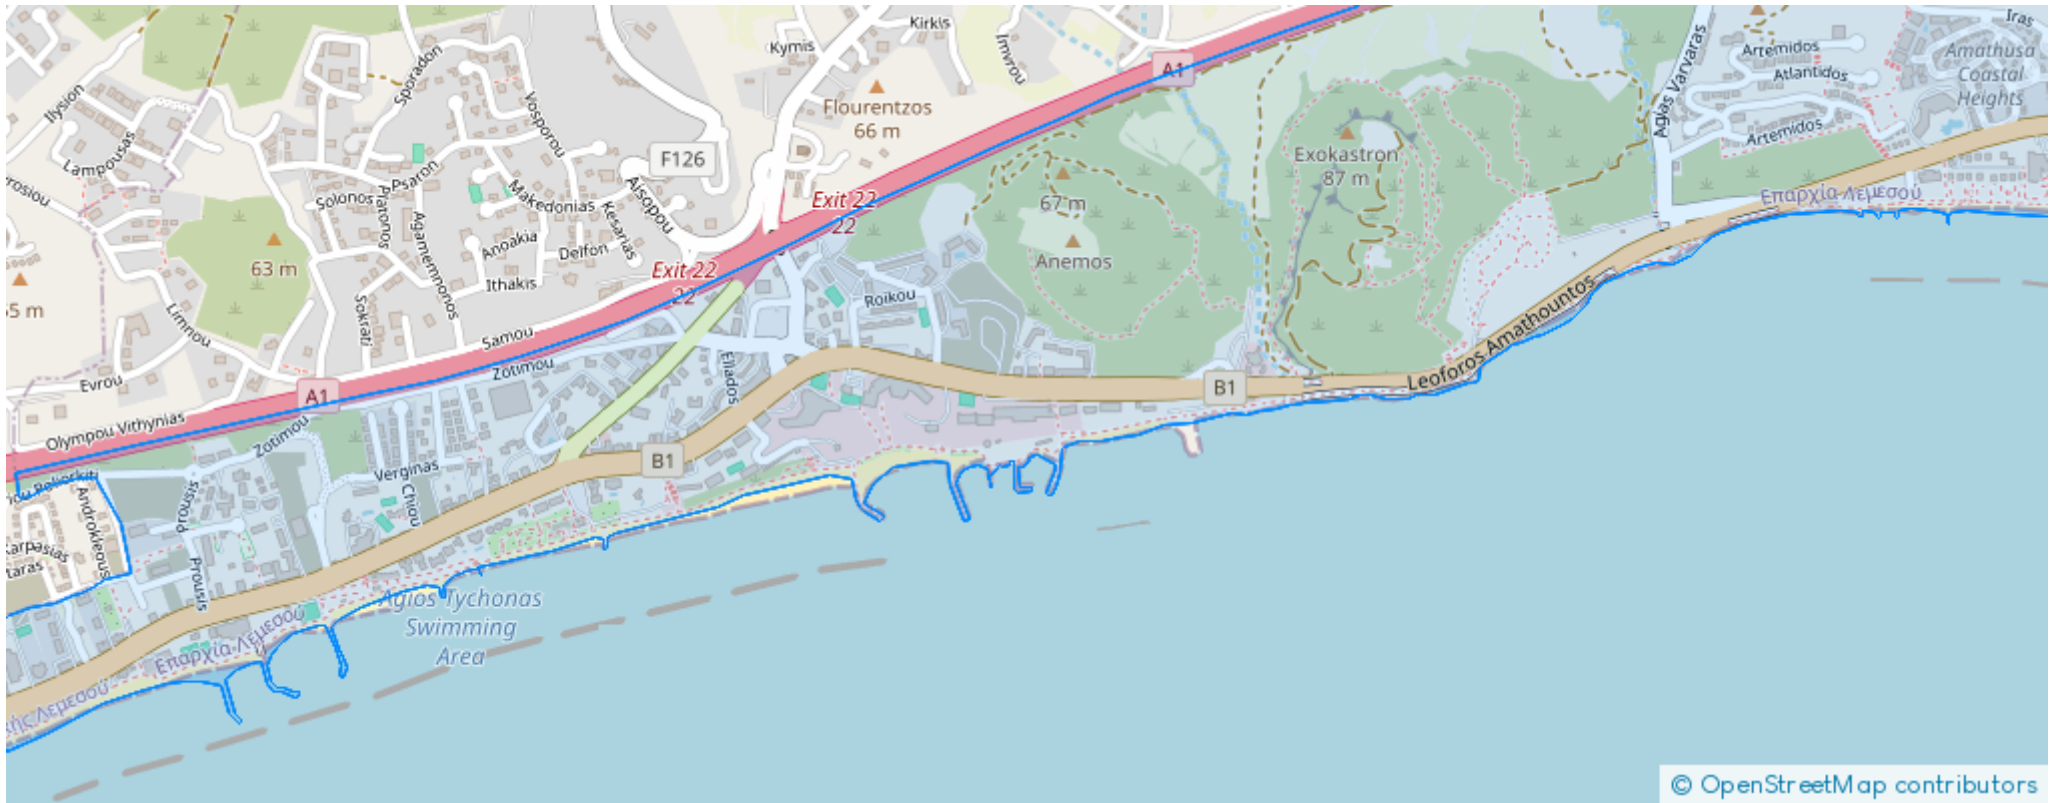 Kirkis
Kymis
Imvrou
Iras
Artemidos
Amathusa
Coastal
Heights
Atlantidos
Agias Varvaras
Artemidos
A1
Sporadon
Ilysion
Vosporou
Flourentzos
66 m
F126
Lampousas
Exokastron
87 m
Psaron
Solonos
Platonos
Makedonias
Aisopou
Kesarias
Agamemnonos
Exit 22
22
67 m
Επαρχία Λεμεσού
Delfon
63 m
Anemos
Exit 22
22
Ithakis
Roikou
Sokrati
Limnou
Samou
Leoforos Amathountos
Zotimou
Eliados
Evrou
A1
B1
Olympou Vithynias
Zotimou
B1
Verginas
Chiou
Androkleous
Prousis
Karpasias
Prousis
Agios Tychonas
Swimming
Area
Επαρχία Λεμεσού
© OpenStreetMap contributors